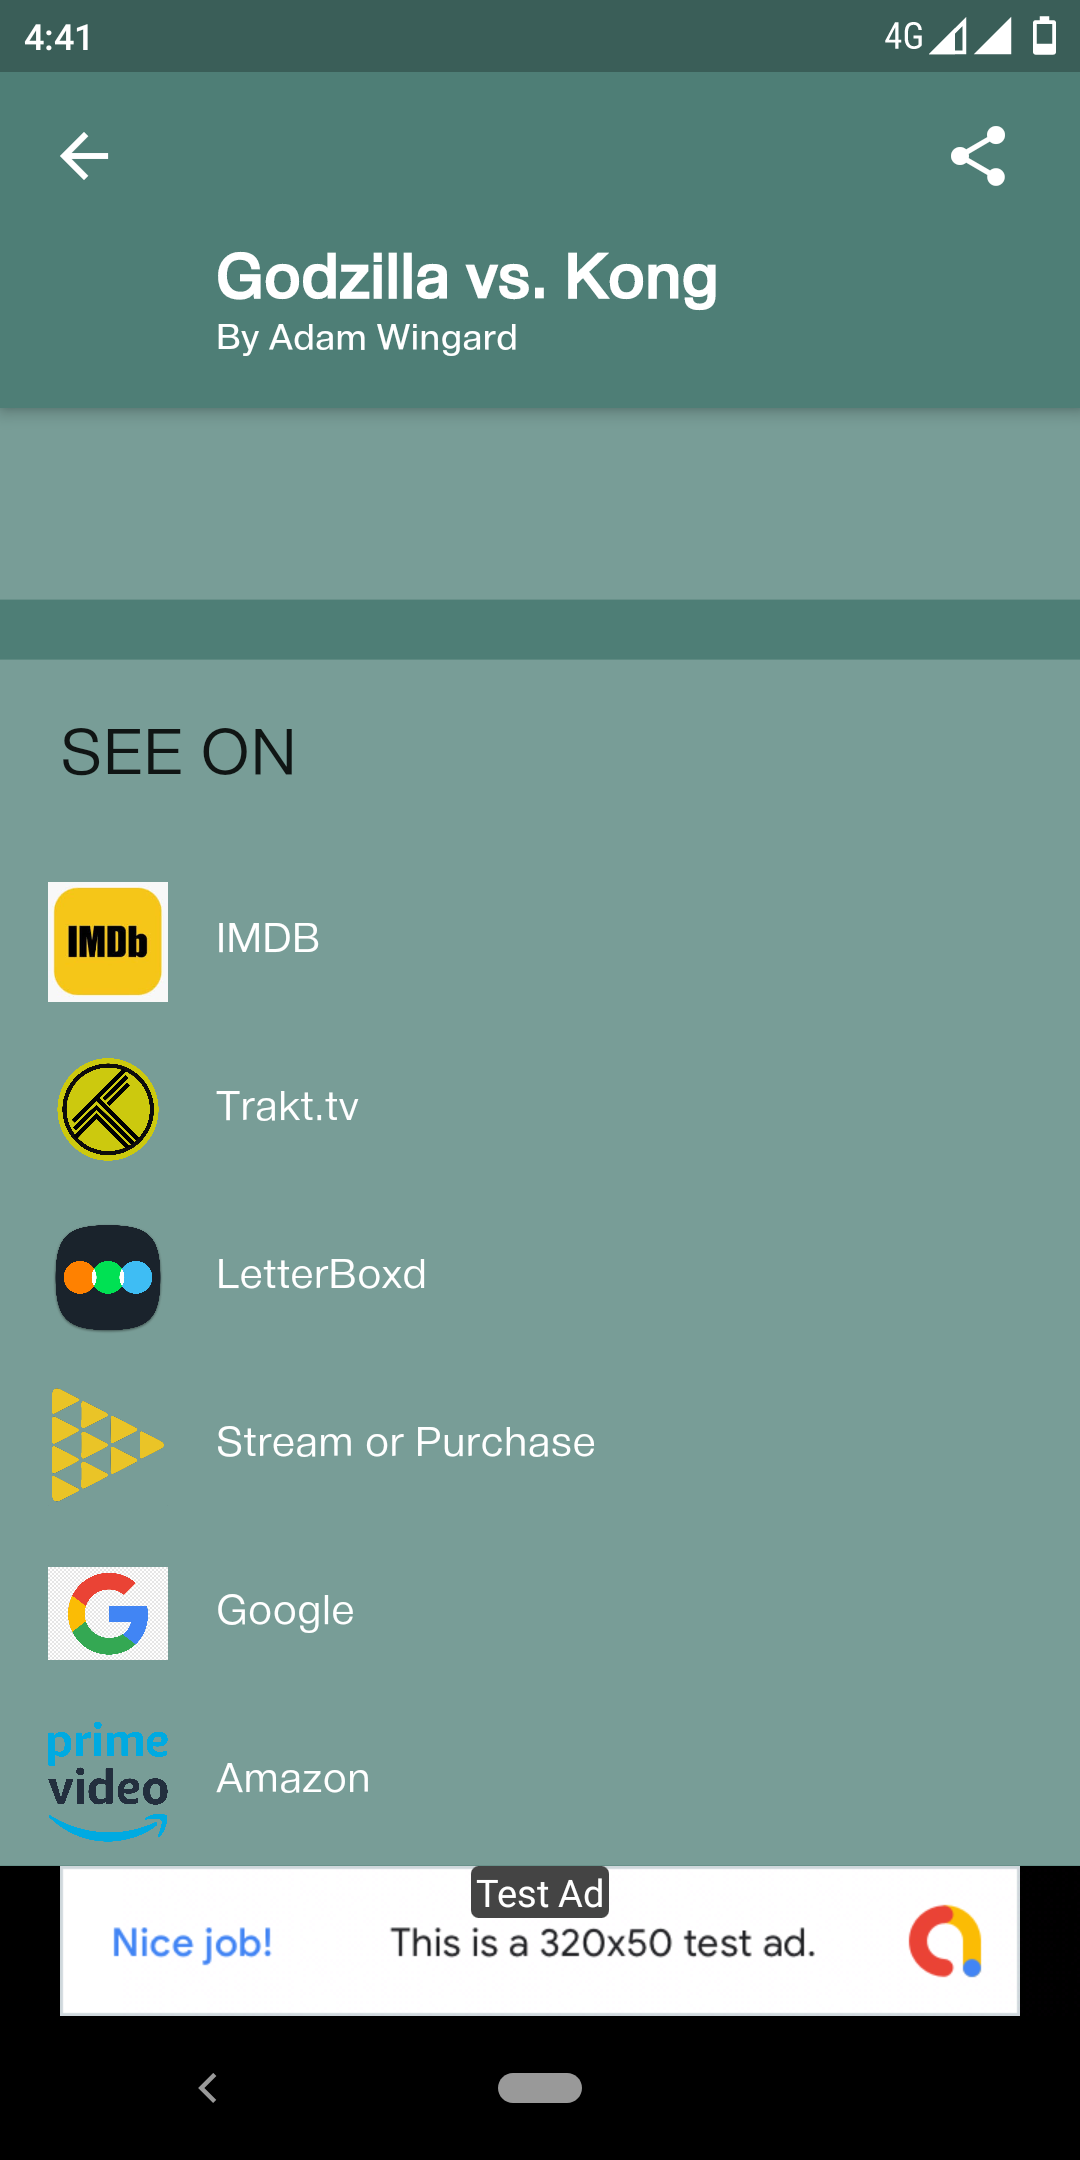 4:41
4G
Godzilla vs. Kong
By Adam Wingard
SEE ON
IMDb
IMDB
Trakt.tv
LetterBoxd
Stream or Purchase
Google
prime
video
Amazon
Test Ad
Nice job!
This is a 320x50 test ad.